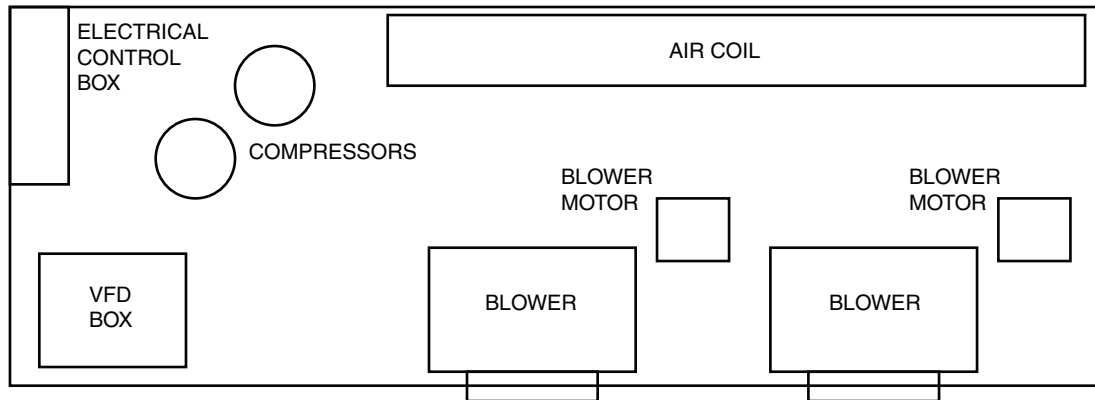 ELECTRICAL
CONTROL
BOX
AIR COIL
COMPRESSORS
BLOWER
MOTOR
BLOWER
MOTOR
VFD
BOX
BLOWER
BLOWER